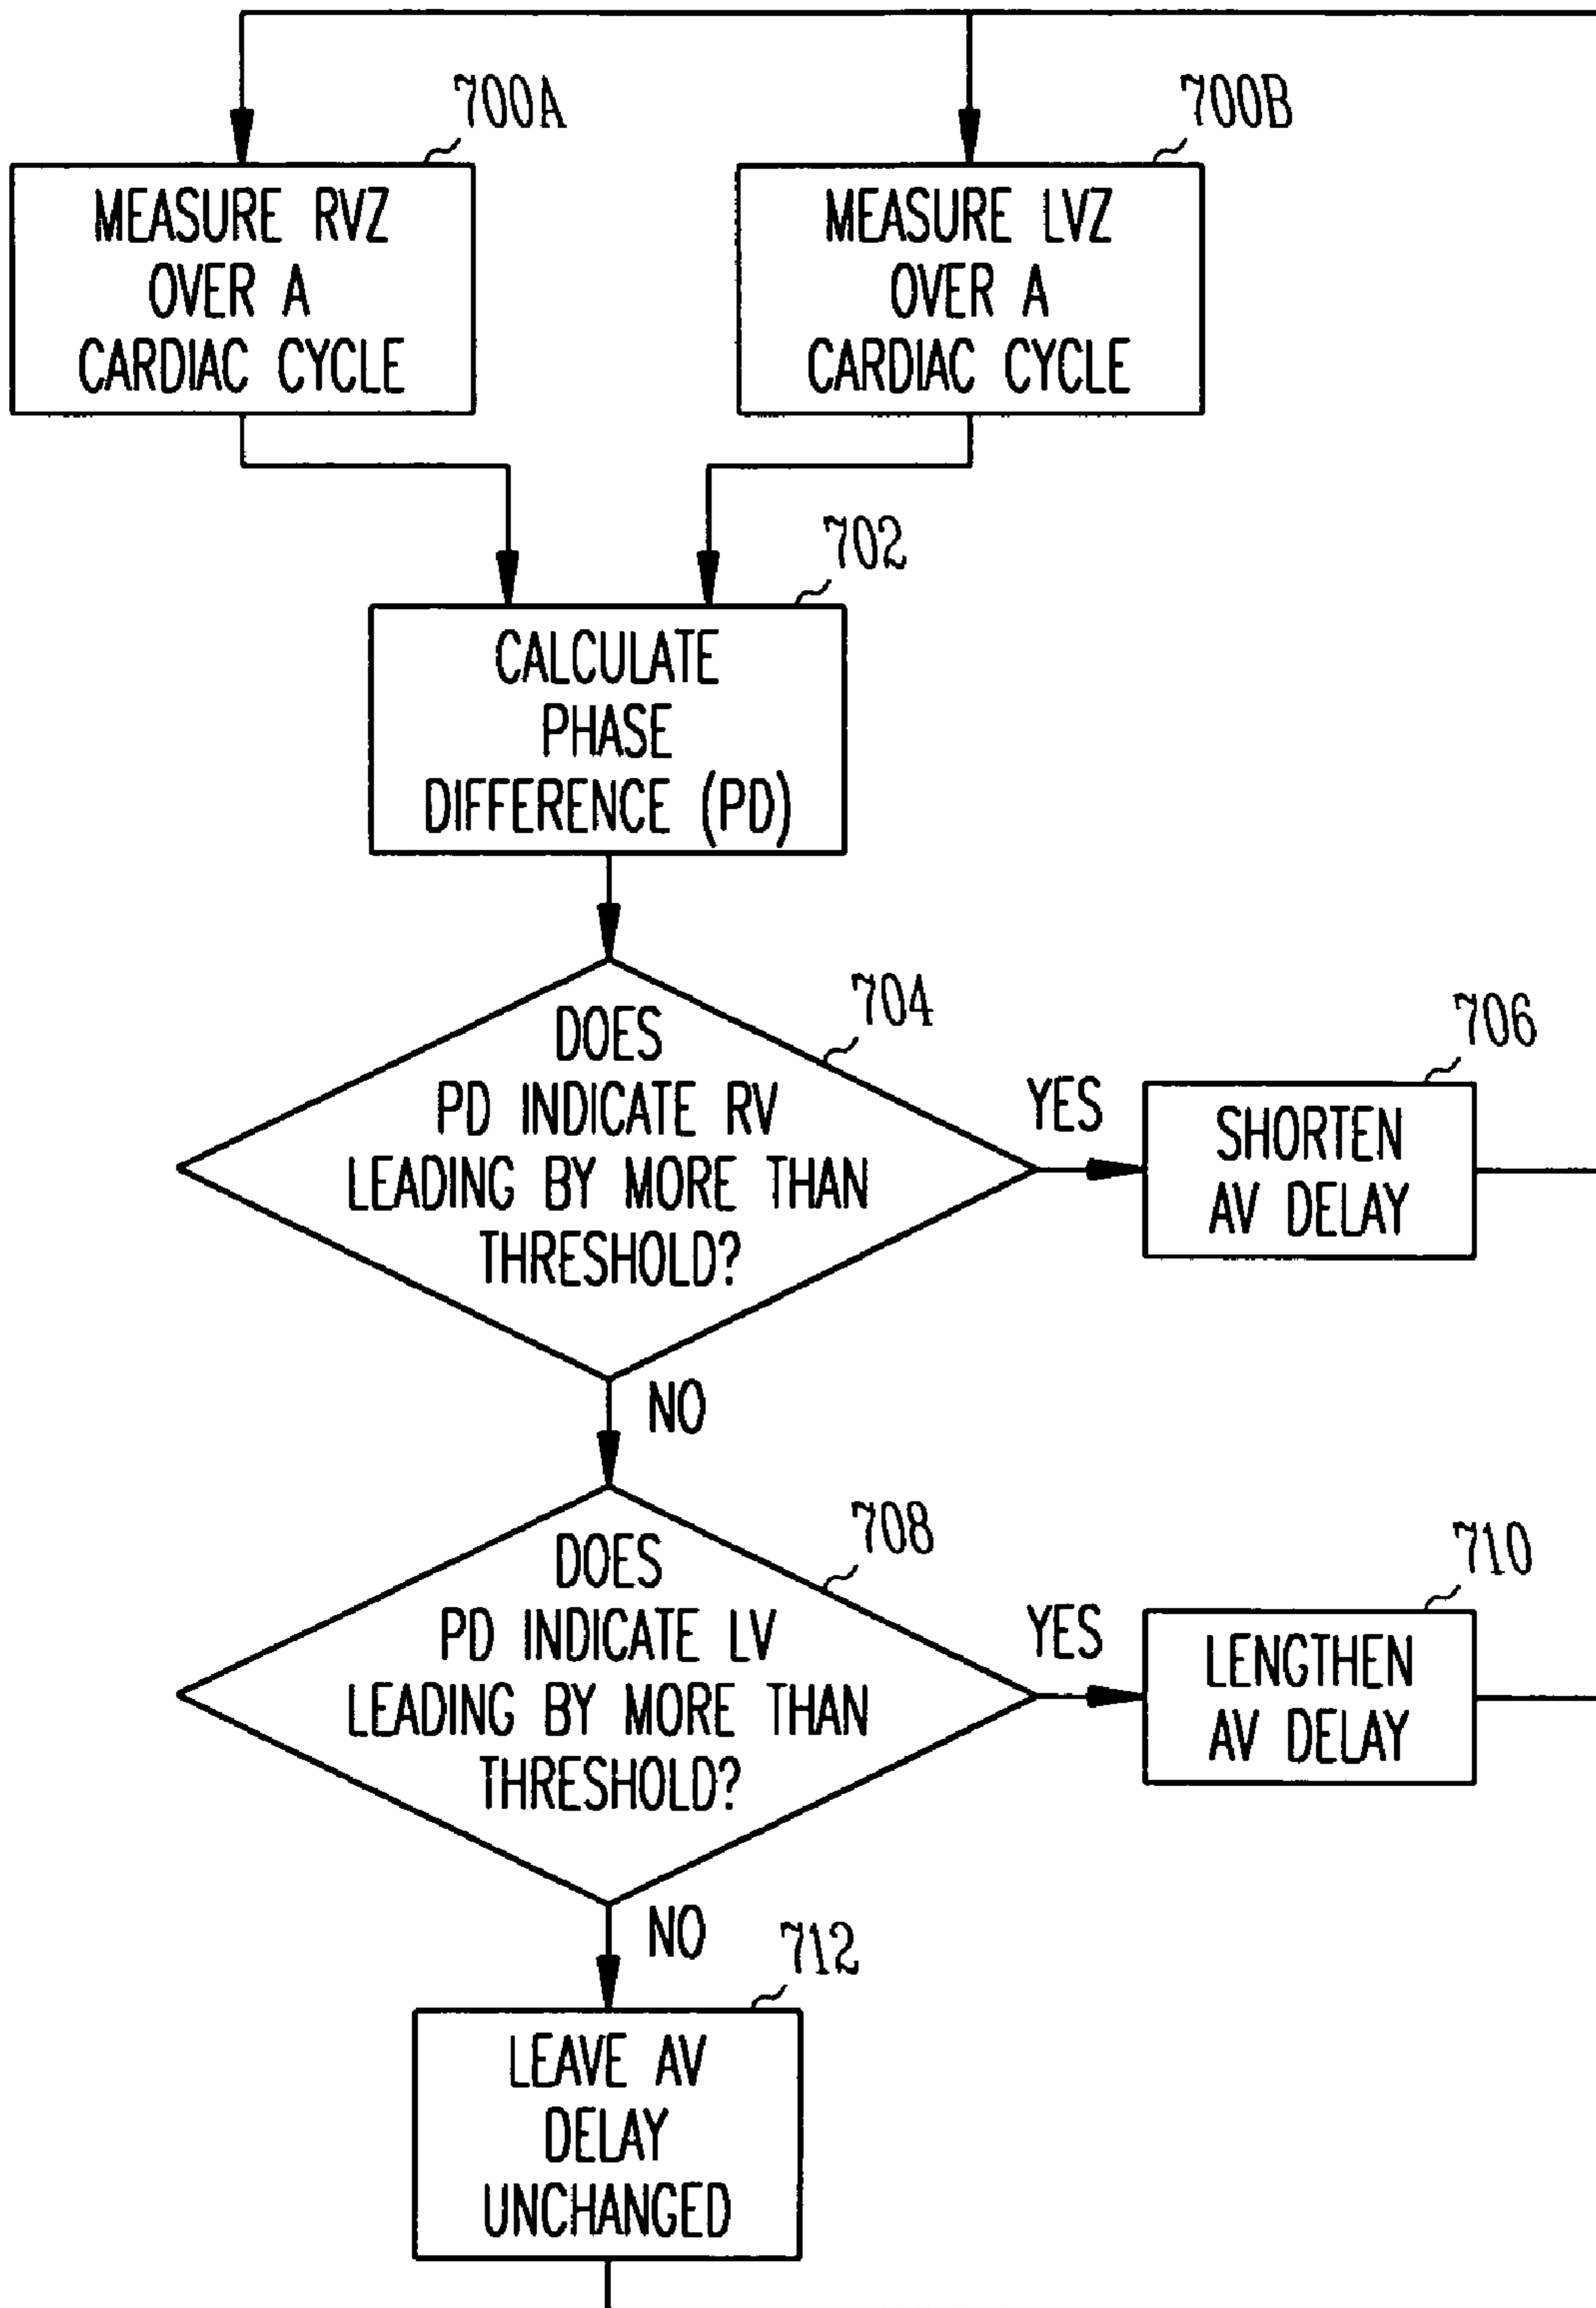 700A
MEASURE RVZ
OVER A
CARDIAC CYCLE
700B
MEASURE LVZ
OVER A
CARDIAC CYCLE
702
CALCULATE
PHASE
DIFFERENCE (PD)
704
DOES
PD INDICATE RV
LEADING BY MORE THAN
THRESHOLD?
YES
706
SHORTEN
AV DELAY
NO
708
DOES
PD INDICATE LV
LEADING BY MORE THAN
THRESHOLD?
YES
710
LENGTHEN
AV DELAY
NO
712
LEAVE AV
DELAY
UNCHANGED